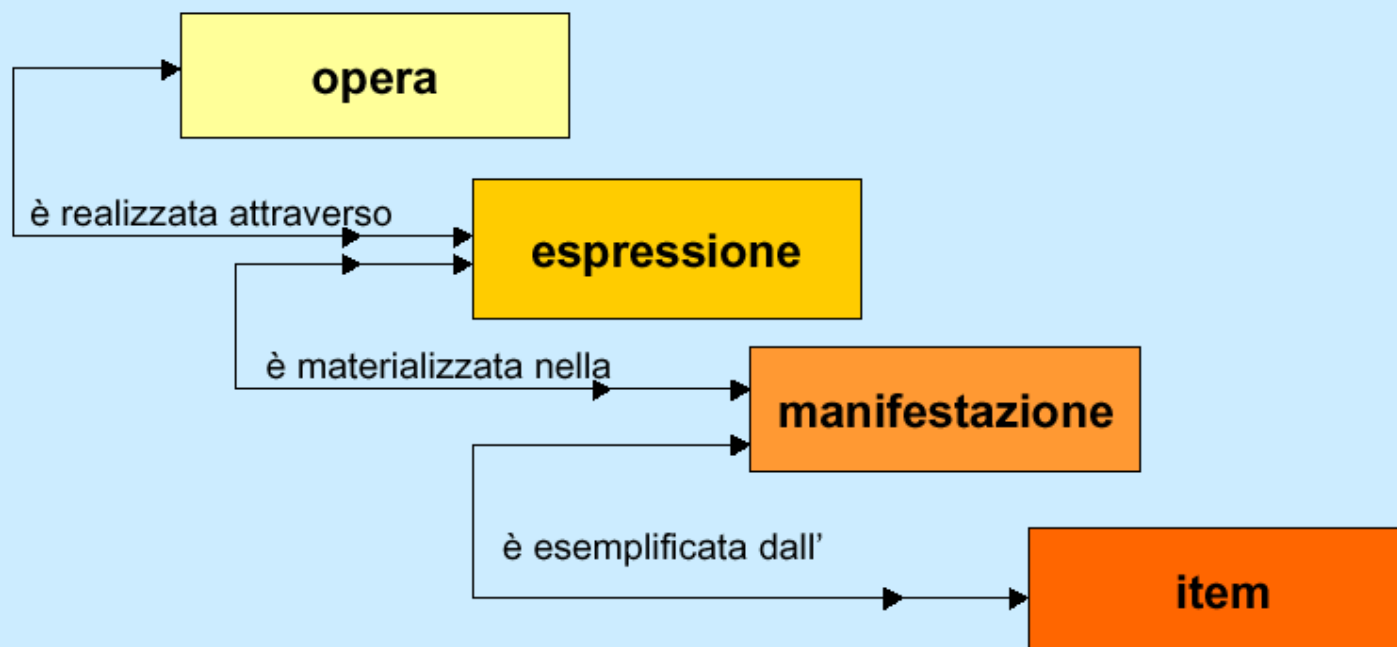 opera
è realizzata attraverso
espressione
è materializzata nella
manifestazione
è esemplificata dall’
item